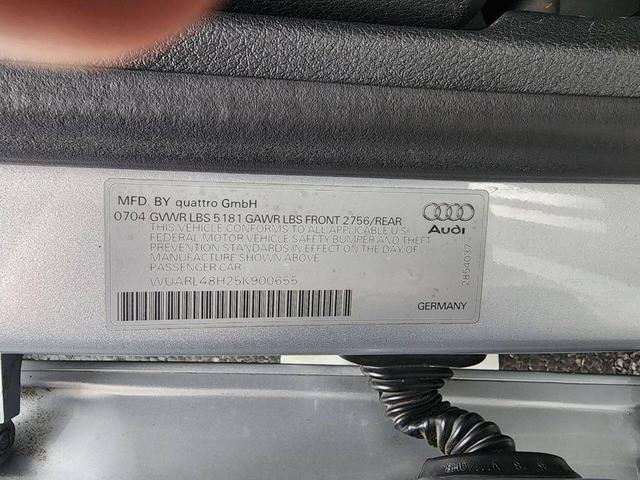 MFD. BY quattro GmbH
0704 GVWR LBS 5181 GAWR LBS FRONT 2756/REAR
THIS VEHICLE CONFORMS TO ALL APPLICABLE U.S.
FEDERAL MOTOR VEHICLE SAFETY BUMPER AND THEFT
PREVENTION STANDARDS IN EFFECT ON THE DAY OF
MANUFACTURE SHOWN ABOVE.
PASSENGER CAR
WUARL48H25K900655
Audi
2854037
GERMANY